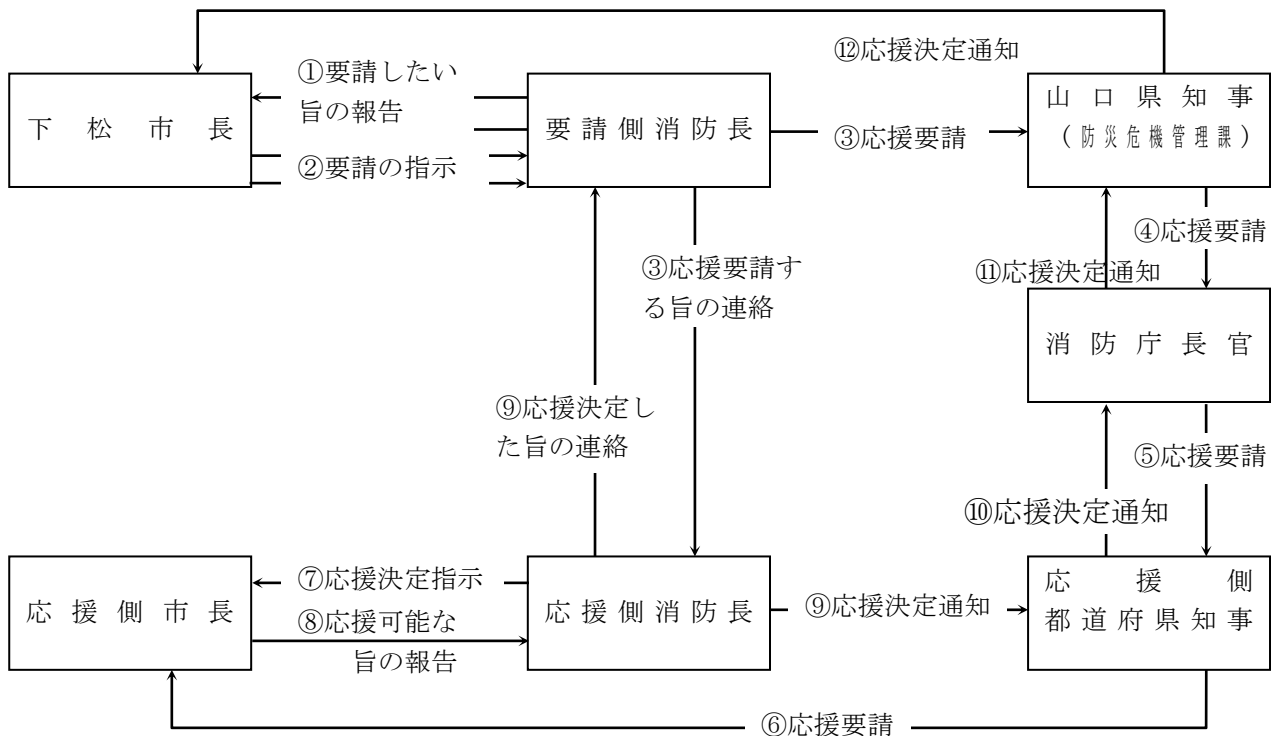 ⑫応援決定通知
①要請したい
旨の報告
下松市長
要請側消防長
③応援要請
山口県知事
(防災危機管理課)
②要請の指示
④応援要請
③応援要請す
る旨の連絡
⑪応援決定通知
消防庁長官
⑨応援決定し
た旨の連絡
⑤応援要請
⑩応援決定通知
⑦応援決定指示
応援側市長
⑧応援可能な
旨の報告
応援側消防長
⑨応援決定通知
応援側
都道府県知事
⑥応援要請